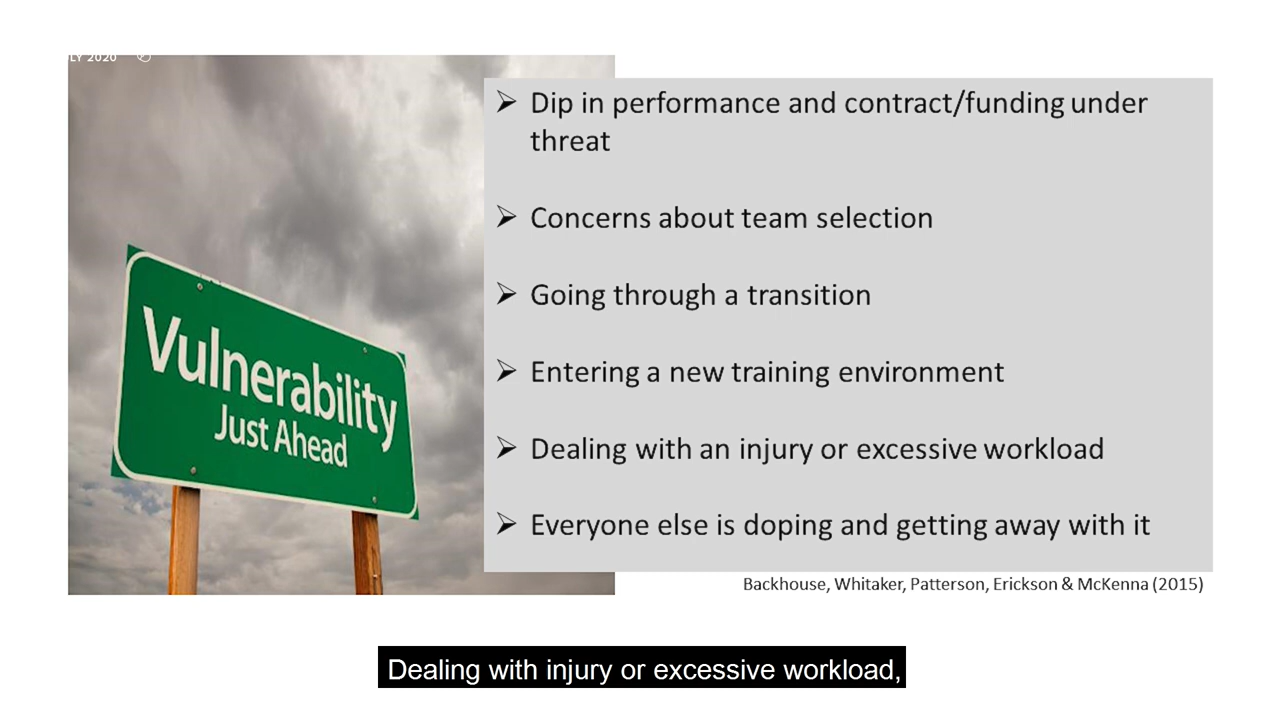 LY 2020
Vulnerability
Just Ahead
➢ Dip in performance and contract/funding under
threat
➢ Concerns about team selection
➢ Going through a transition
➢ Entering a new training environment
➢ Dealing with an injury or excessive workload
➢ Everyone else is doping and getting away with it
Backhouse, Whitaker, Patterson, Erickson & McKenna (2015)
Dealing with injury or excessive workload,